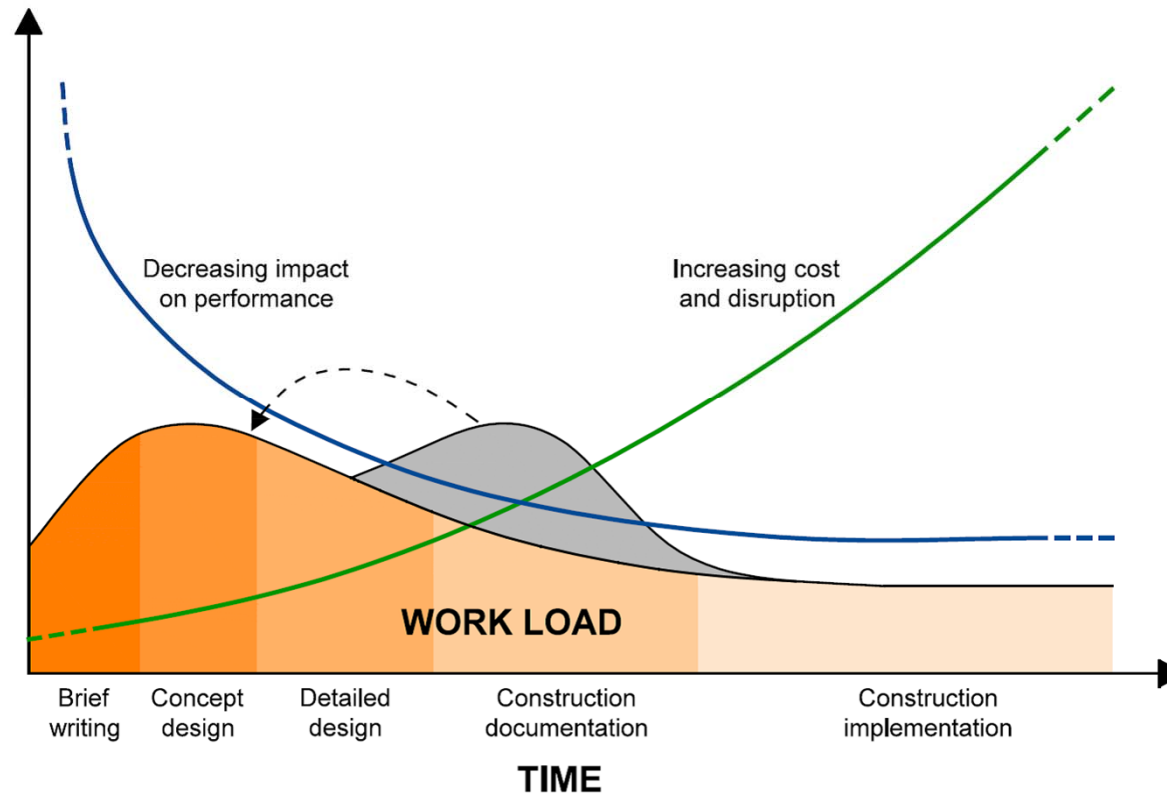 Decreasing impact
on performance
Increasing cost
and disruption
WORK LOAD
Brief
writing
Concept
design
Detailed
design
Construction
documentation
Construction
implementation
TIME